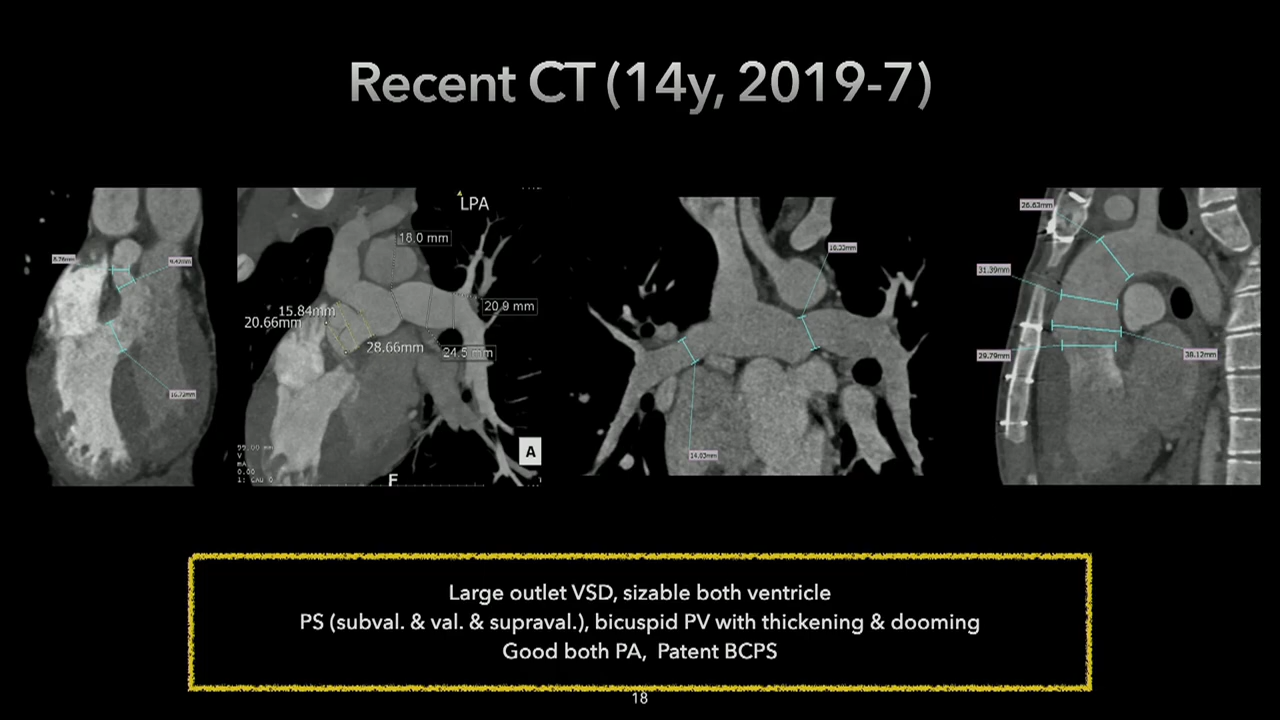 Recent CT (14y, 2019-7)
LPA
18.0 mm
15.84mm
20.66mm
28.66mm
20.9 mm
24.5 mm
A
F
26.63mm
31.39mm
29.79mm
38.12mm
14.03mm
Large outlet VSD, sizable both ventricle
PS (subval. & val. & supraval.), bicuspid PV with thickening & dooming
Good both PA, Patent BCPS
18